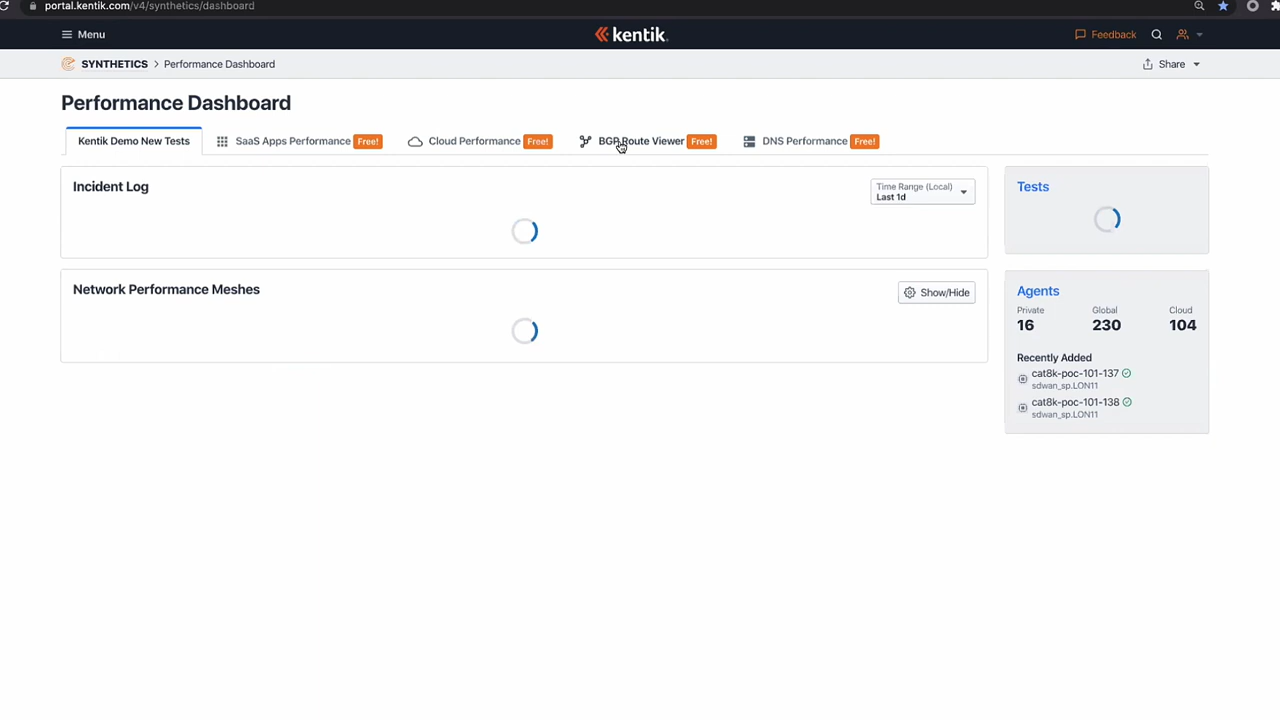 portal.kentik.com/v4/synthetics/dashboard
Menu
kentik
Feedback
SYNTHETICS > Performance Dashboard
Share
Performance Dashboard
Kentik Demo New Tests
SaaS Apps Performance Free!
Cloud Performance Free!
BGP Route Viewer Free!
DNS Performance Free!
Incident Log
Time Range (Local)
Last 1d
Network Performance Meshes
Show/Hide
Tests
Agents
Private Global Cloud
16 230 104
Recently Added
cat8k-poc-101-137
sdwan_sp.LON11
cat8k-poc-101-138
sdwan_sp.LON11